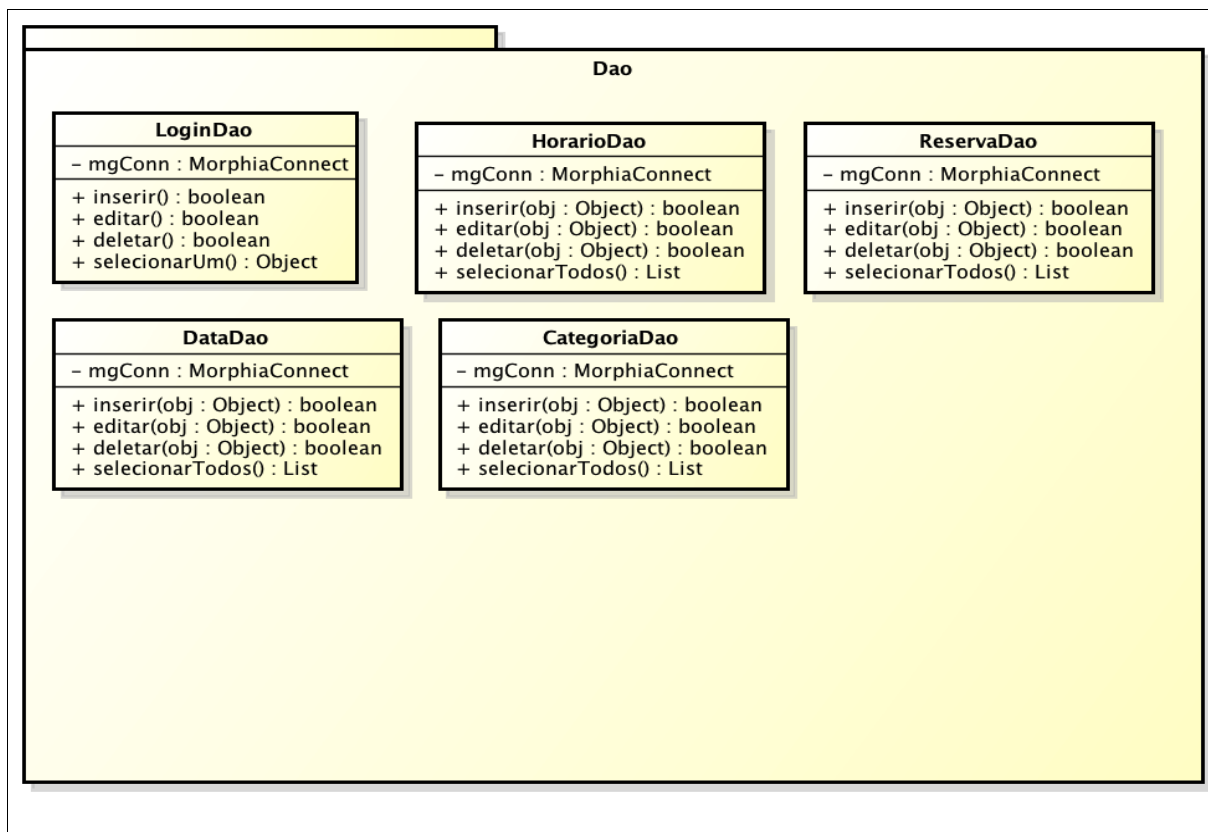 Dao
LoginDao
– mgConn : MorphiaConnect
+ inserir() : boolean
+ editar() : boolean
+ deletar() : boolean
+ selecionarUm() : Object
HorarioDao
– mgConn : MorphiaConnect
+ inserir(obj : Object) : boolean
+ editar(obj : Object) : boolean
+ deletar(obj : Object) : boolean
+ selecionarTodos() : List
ReservaDao
– mgConn : MorphiaConnect
+ inserir(obj : Object) : boolean
+ editar(obj : Object) : boolean
+ deletar(obj : Object) : boolean
+ selecionarTodos() : List
DataDao
– mgConn : MorphiaConnect
+ inserir(obj : Object) : boolean
+ editar(obj : Object) : boolean
+ deletar(obj : Object) : boolean
+ selecionarTodos() : List
CategoriaDao
– mgConn : MorphiaConnect
+ inserir(obj : Object) : boolean
+ editar(obj : Object) : boolean
+ deletar(obj : Object) : boolean
+ selecionarTodos() : List